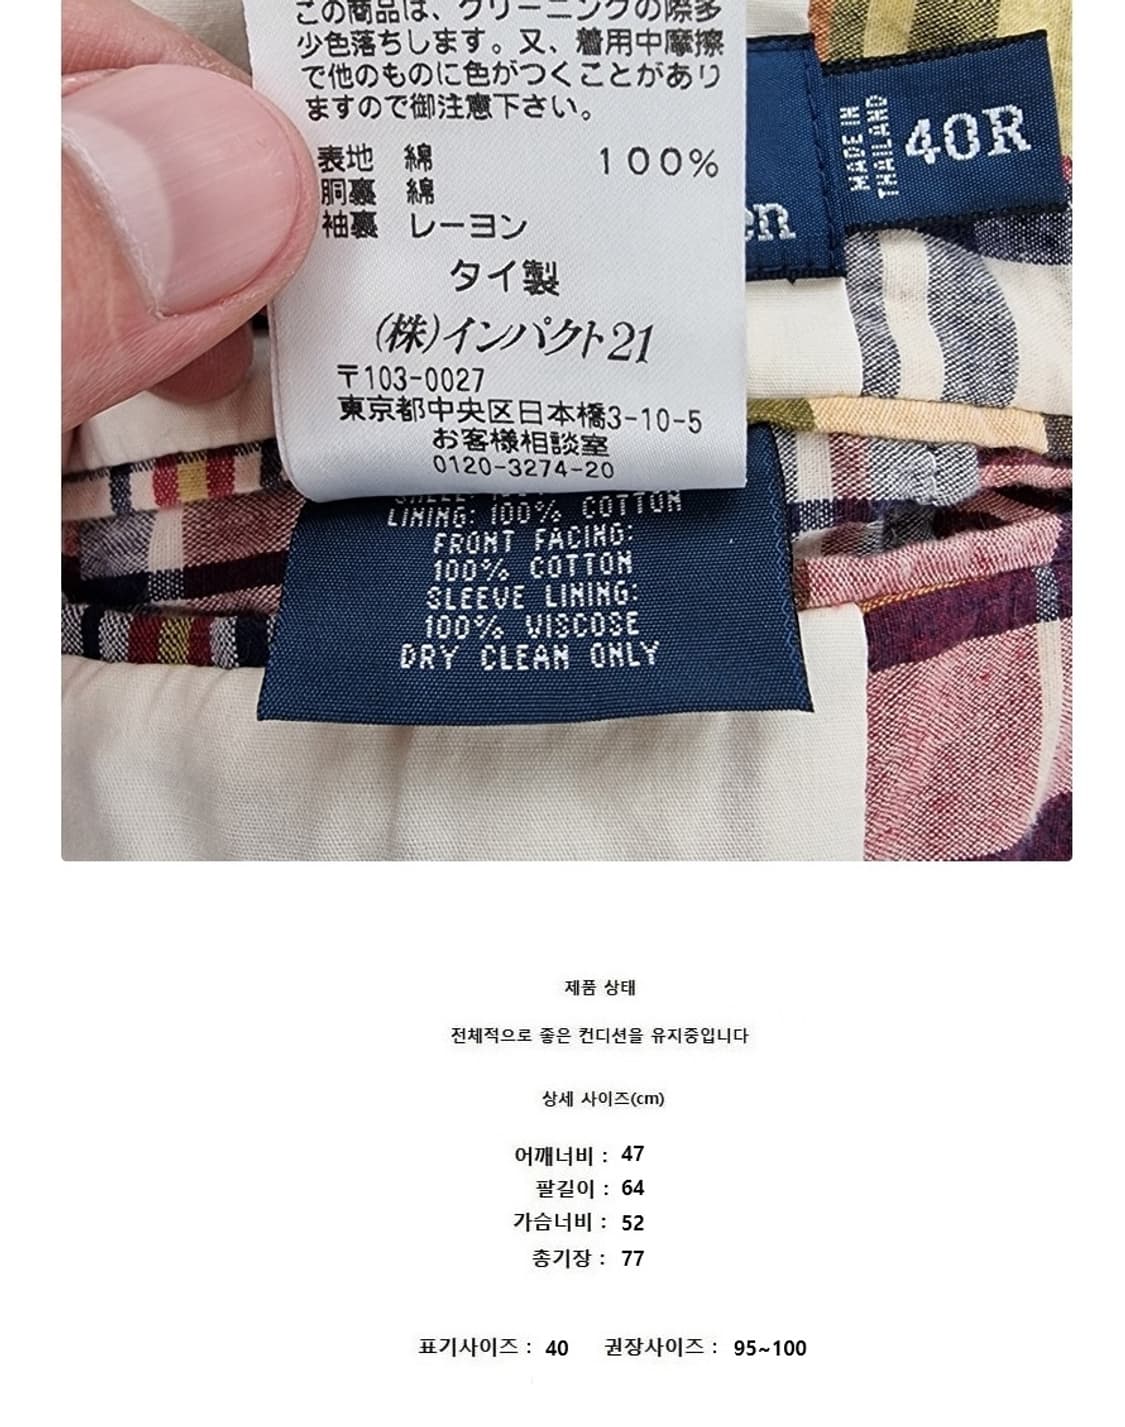 この商品は、クリーニングの際多
少色落ちします。又、着用中摩擦
で他のものに色がつくことがあり
ますので御注意下さい。
表地 綿 100%
胴裏 綿
袖裏 レーヨン
タイ製
(株)インパクト21
〒103-0027
東京都中央区日本橋3-10-5
お客様相談室
0120-3274-20
MADE IN
THAILAND
40R
en
LINING: 100% COTTON
FRONT FACING:
100% COTTON
SLEEVE LINING:
100% VISCOSE
DRY CLEAN ONLY
제품 상태
전체적으로 좋은 컨디션을 유지중입니다
상세 사이즈(cm)
어깨너비 : 47
팔길이 : 64
가슴너비 : 52
총기장 : 77
표기사이즈 : 40 권장사이즈 : 95~100